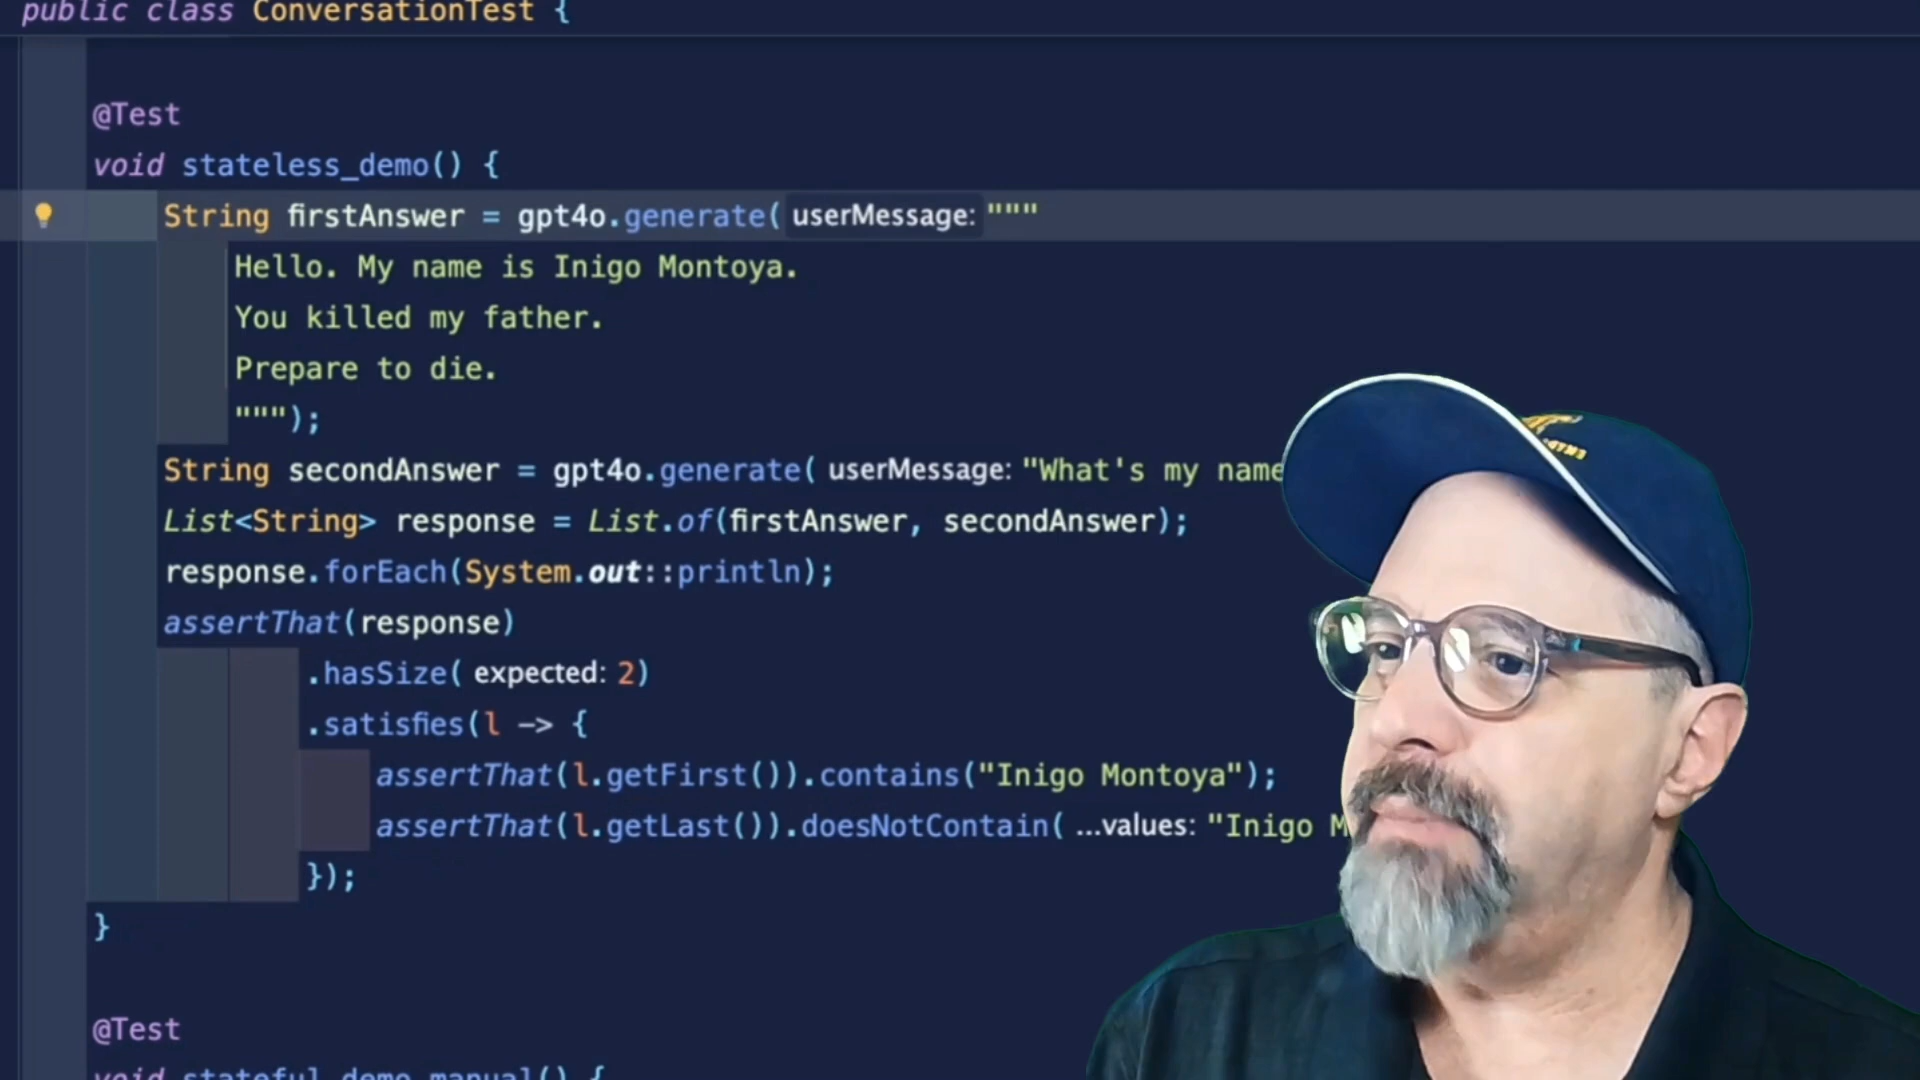 public class ConversationTest {
@Test
void stateless_demo() {
String firstAnswer = gpt4o.generate( userMessage: """
Hello. My name is Inigo Montoya.
You killed my father.
Prepare to die.
""");
String secondAnswer = gpt4o.generate( userMessage: "What's my name
List<String> response = List.of(firstAnswer, secondAnswer);
response.forEach(System.out::println);
assertThat(response)
.hasSize( expected: 2)
.satisfies(l -> {
assertThat(l.getFirst()).contains("Inigo Montoya");
assertThat(l.getLast()).doesNotContain( ...values: "Inigo M
});
}
@Test
void stateful_demo_manual() {